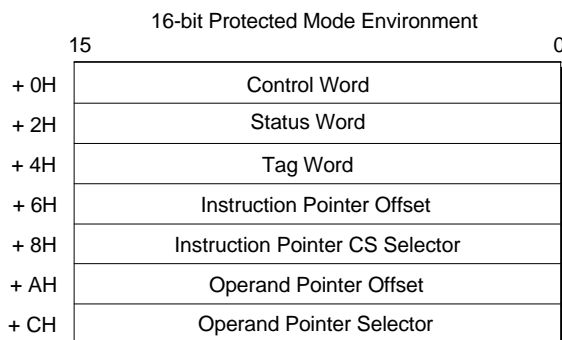 16-bit Protected Mode Environment
15 0
+ 0H Control Word
+ 2H Status Word
+ 4H Tag Word
+ 6H Instruction Pointer Offset
+ 8H Instruction Pointer CS Selector
+ AH Operand Pointer Offset
+ CH Operand Pointer Selector